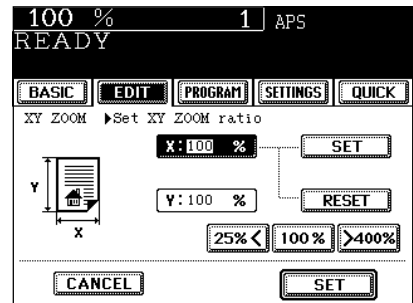 100 % 1 APS
READY
BASIC EDIT PROGRAM SETTINGS QUICK
XY ZOOM ▶Set XY ZOOM ratio
X:100 % SET
Y
Y:100 % RESET
X
25%< 100% >400%
CANCEL SET